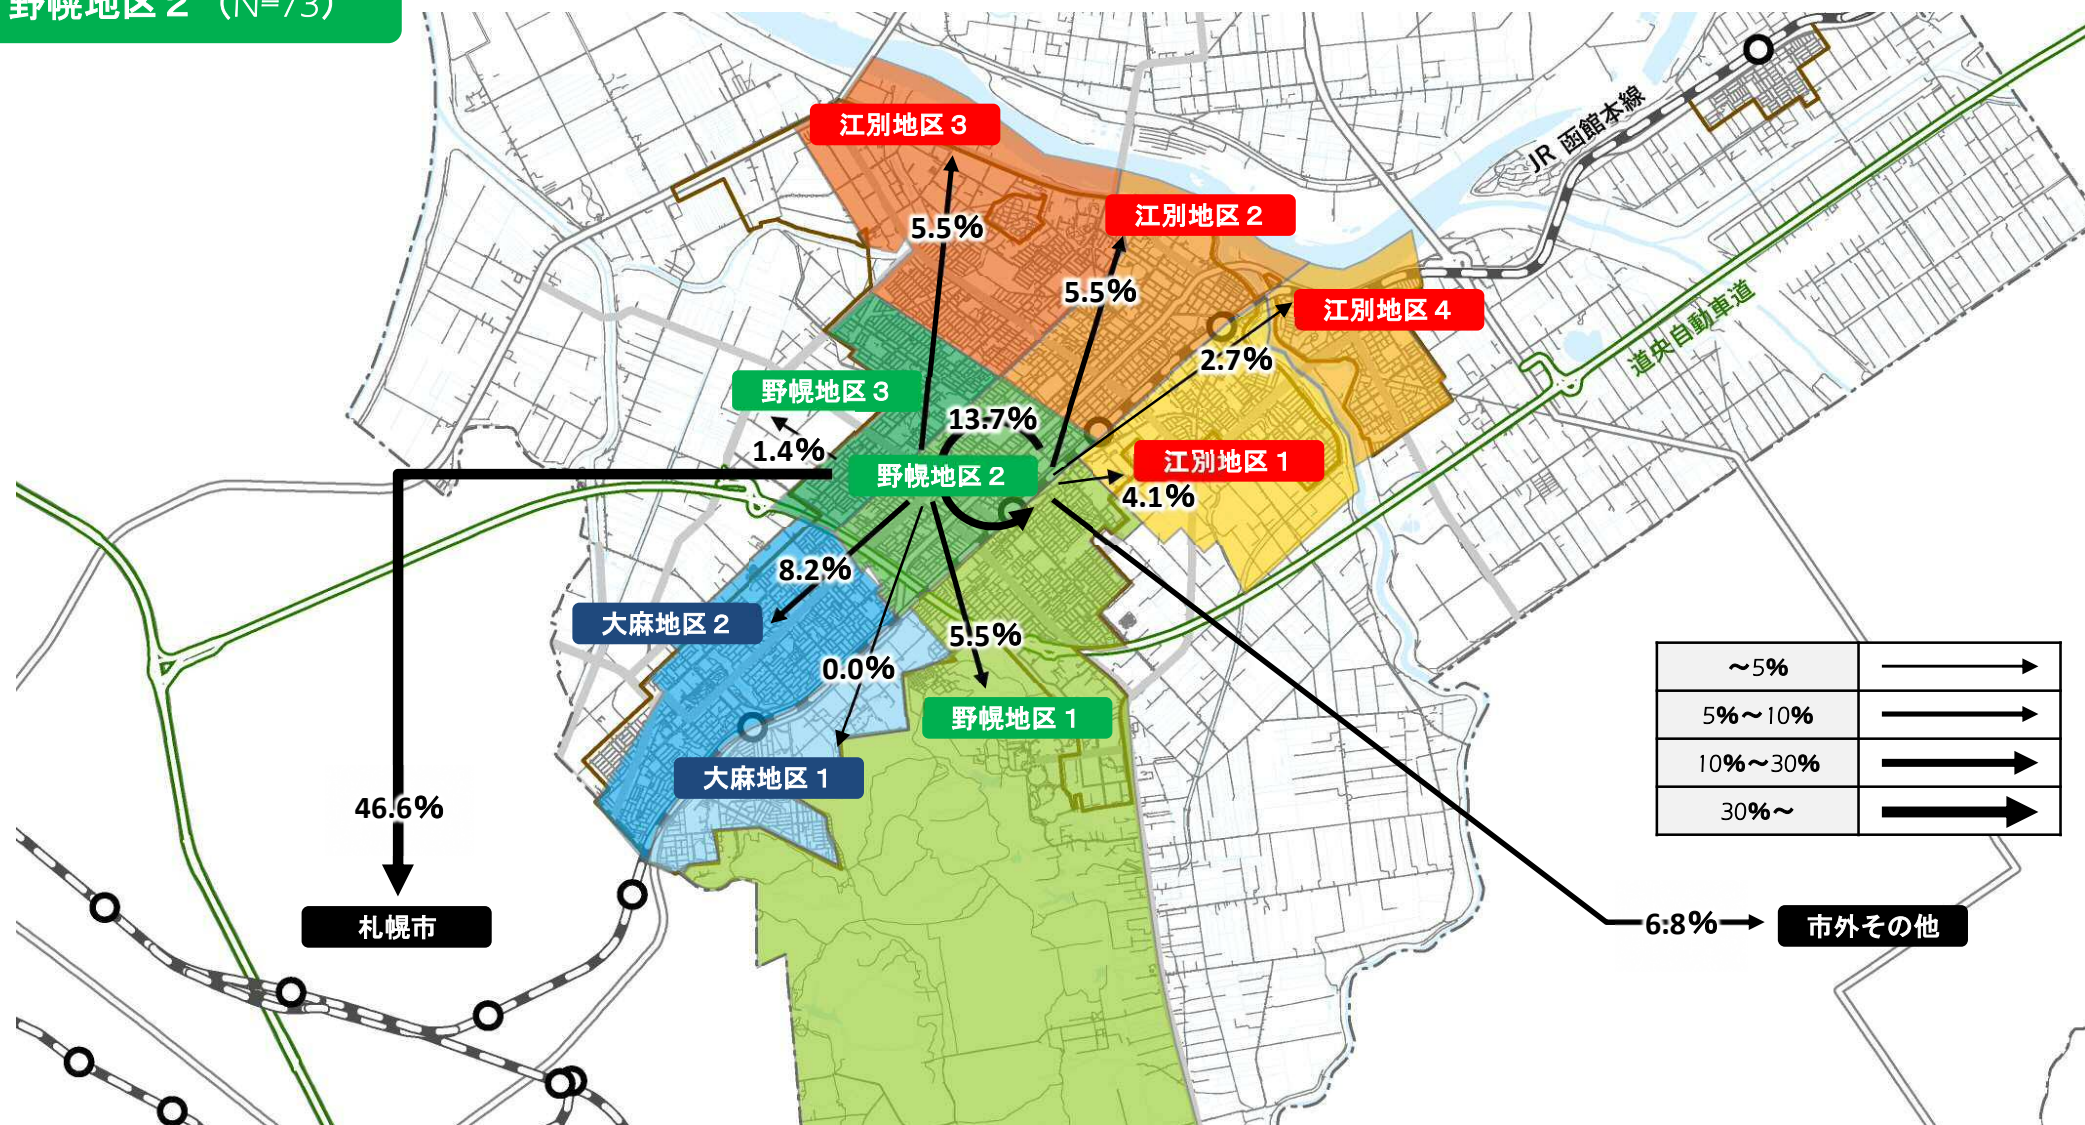 野幌地区２（N=73）
江別地区３
江別地区２
江別地区４
JR 函館本線
道央自動車道
5.5%
5.5%
2.7%
野幌地区３
1.4%
13.7%
野幌地区２
江別地区１
4.1%
8.2%
大麻地区２
0.0%
5.5%
野幌地区１
大麻地区１
46.6%
札幌市
6.8%
市外その他
～5%
5%～10%
10%～30%
30%～